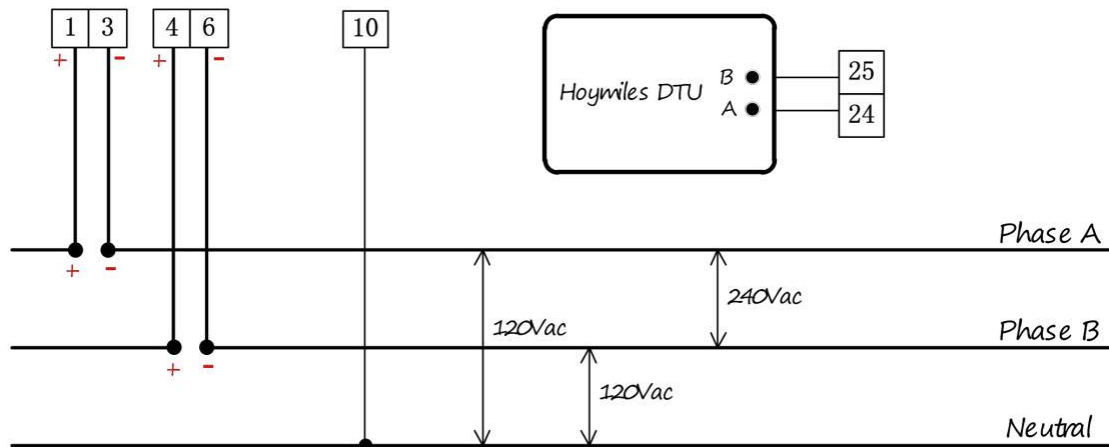 1 3 4 6 10
+ - + -
B 25
Hoymiles DTU
A 24
Phase A
+ -
240Vac
120Vac
Phase B
+ -
120Vac
Neutral